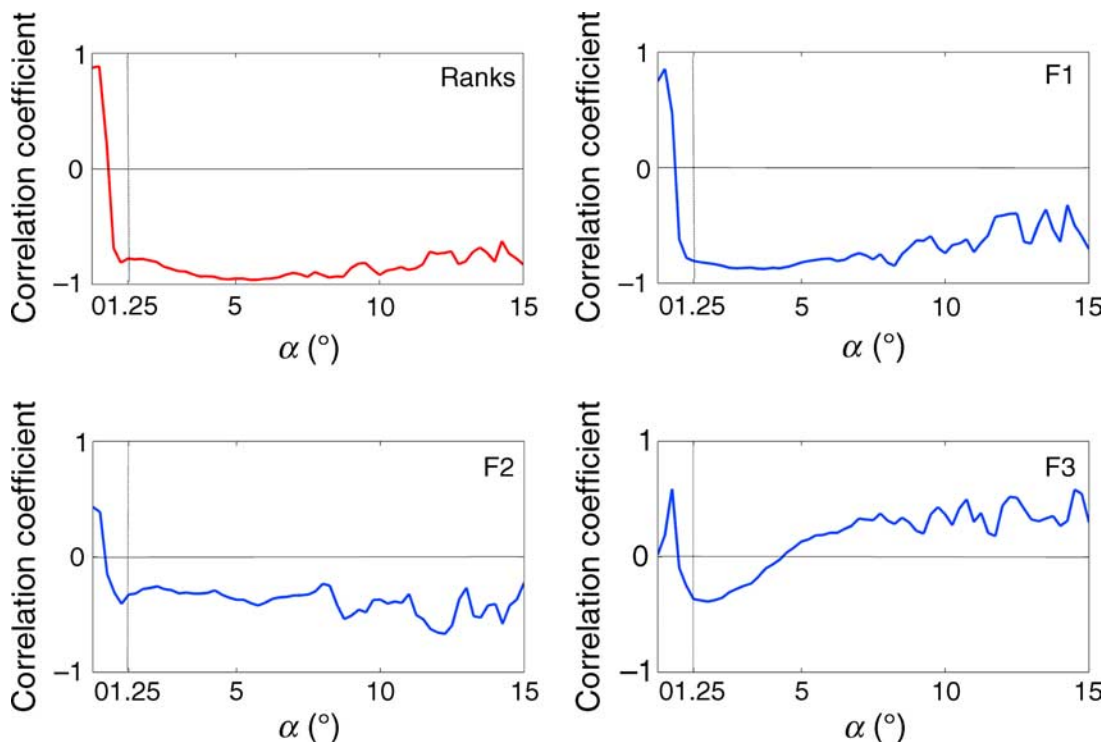 Correlation coefficient
1
0
−1
Ranks
01.25
5
10
15
α (°)
Correlation coefficient
1
0
−1
F1
01.25
5
10
15
α (°)
Correlation coefficient
1
0
−1
F2
01.25
5
10
15
α (°)
Correlation coefficient
1
0
−1
F3
01.25
5
10
15
α (°)